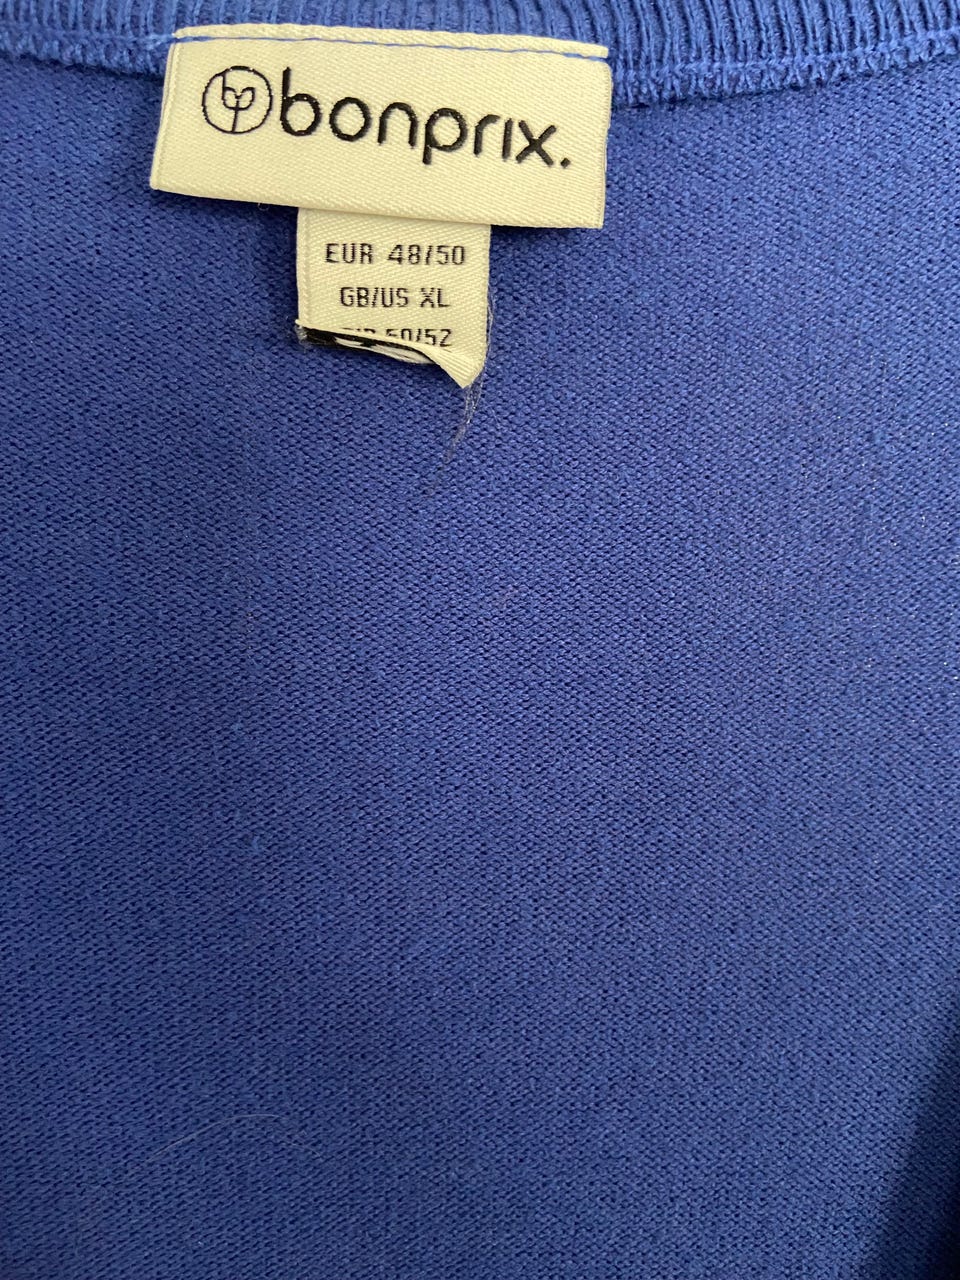 bonprix.
EUR 48/50
GB/US XL
50/52